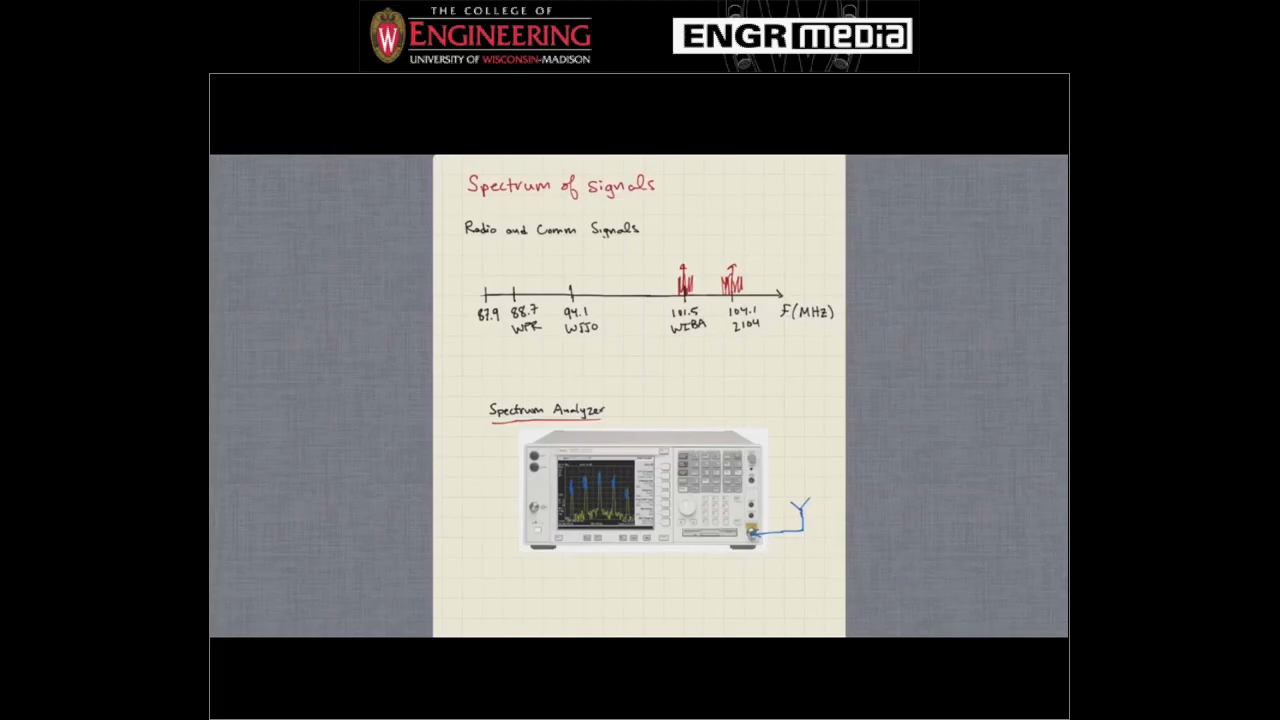 THE COLLEGE OF
ENGINEERING
UNIVERSITY OF WISCONSIN-MADISON
ENGR media
Spectrum of signals
Radio and Comm Signals
87.9 88.7 94.1 101.5 104.1 F(MHz)
WPR WJJO WIBA Z104
Spectrum Analyzer